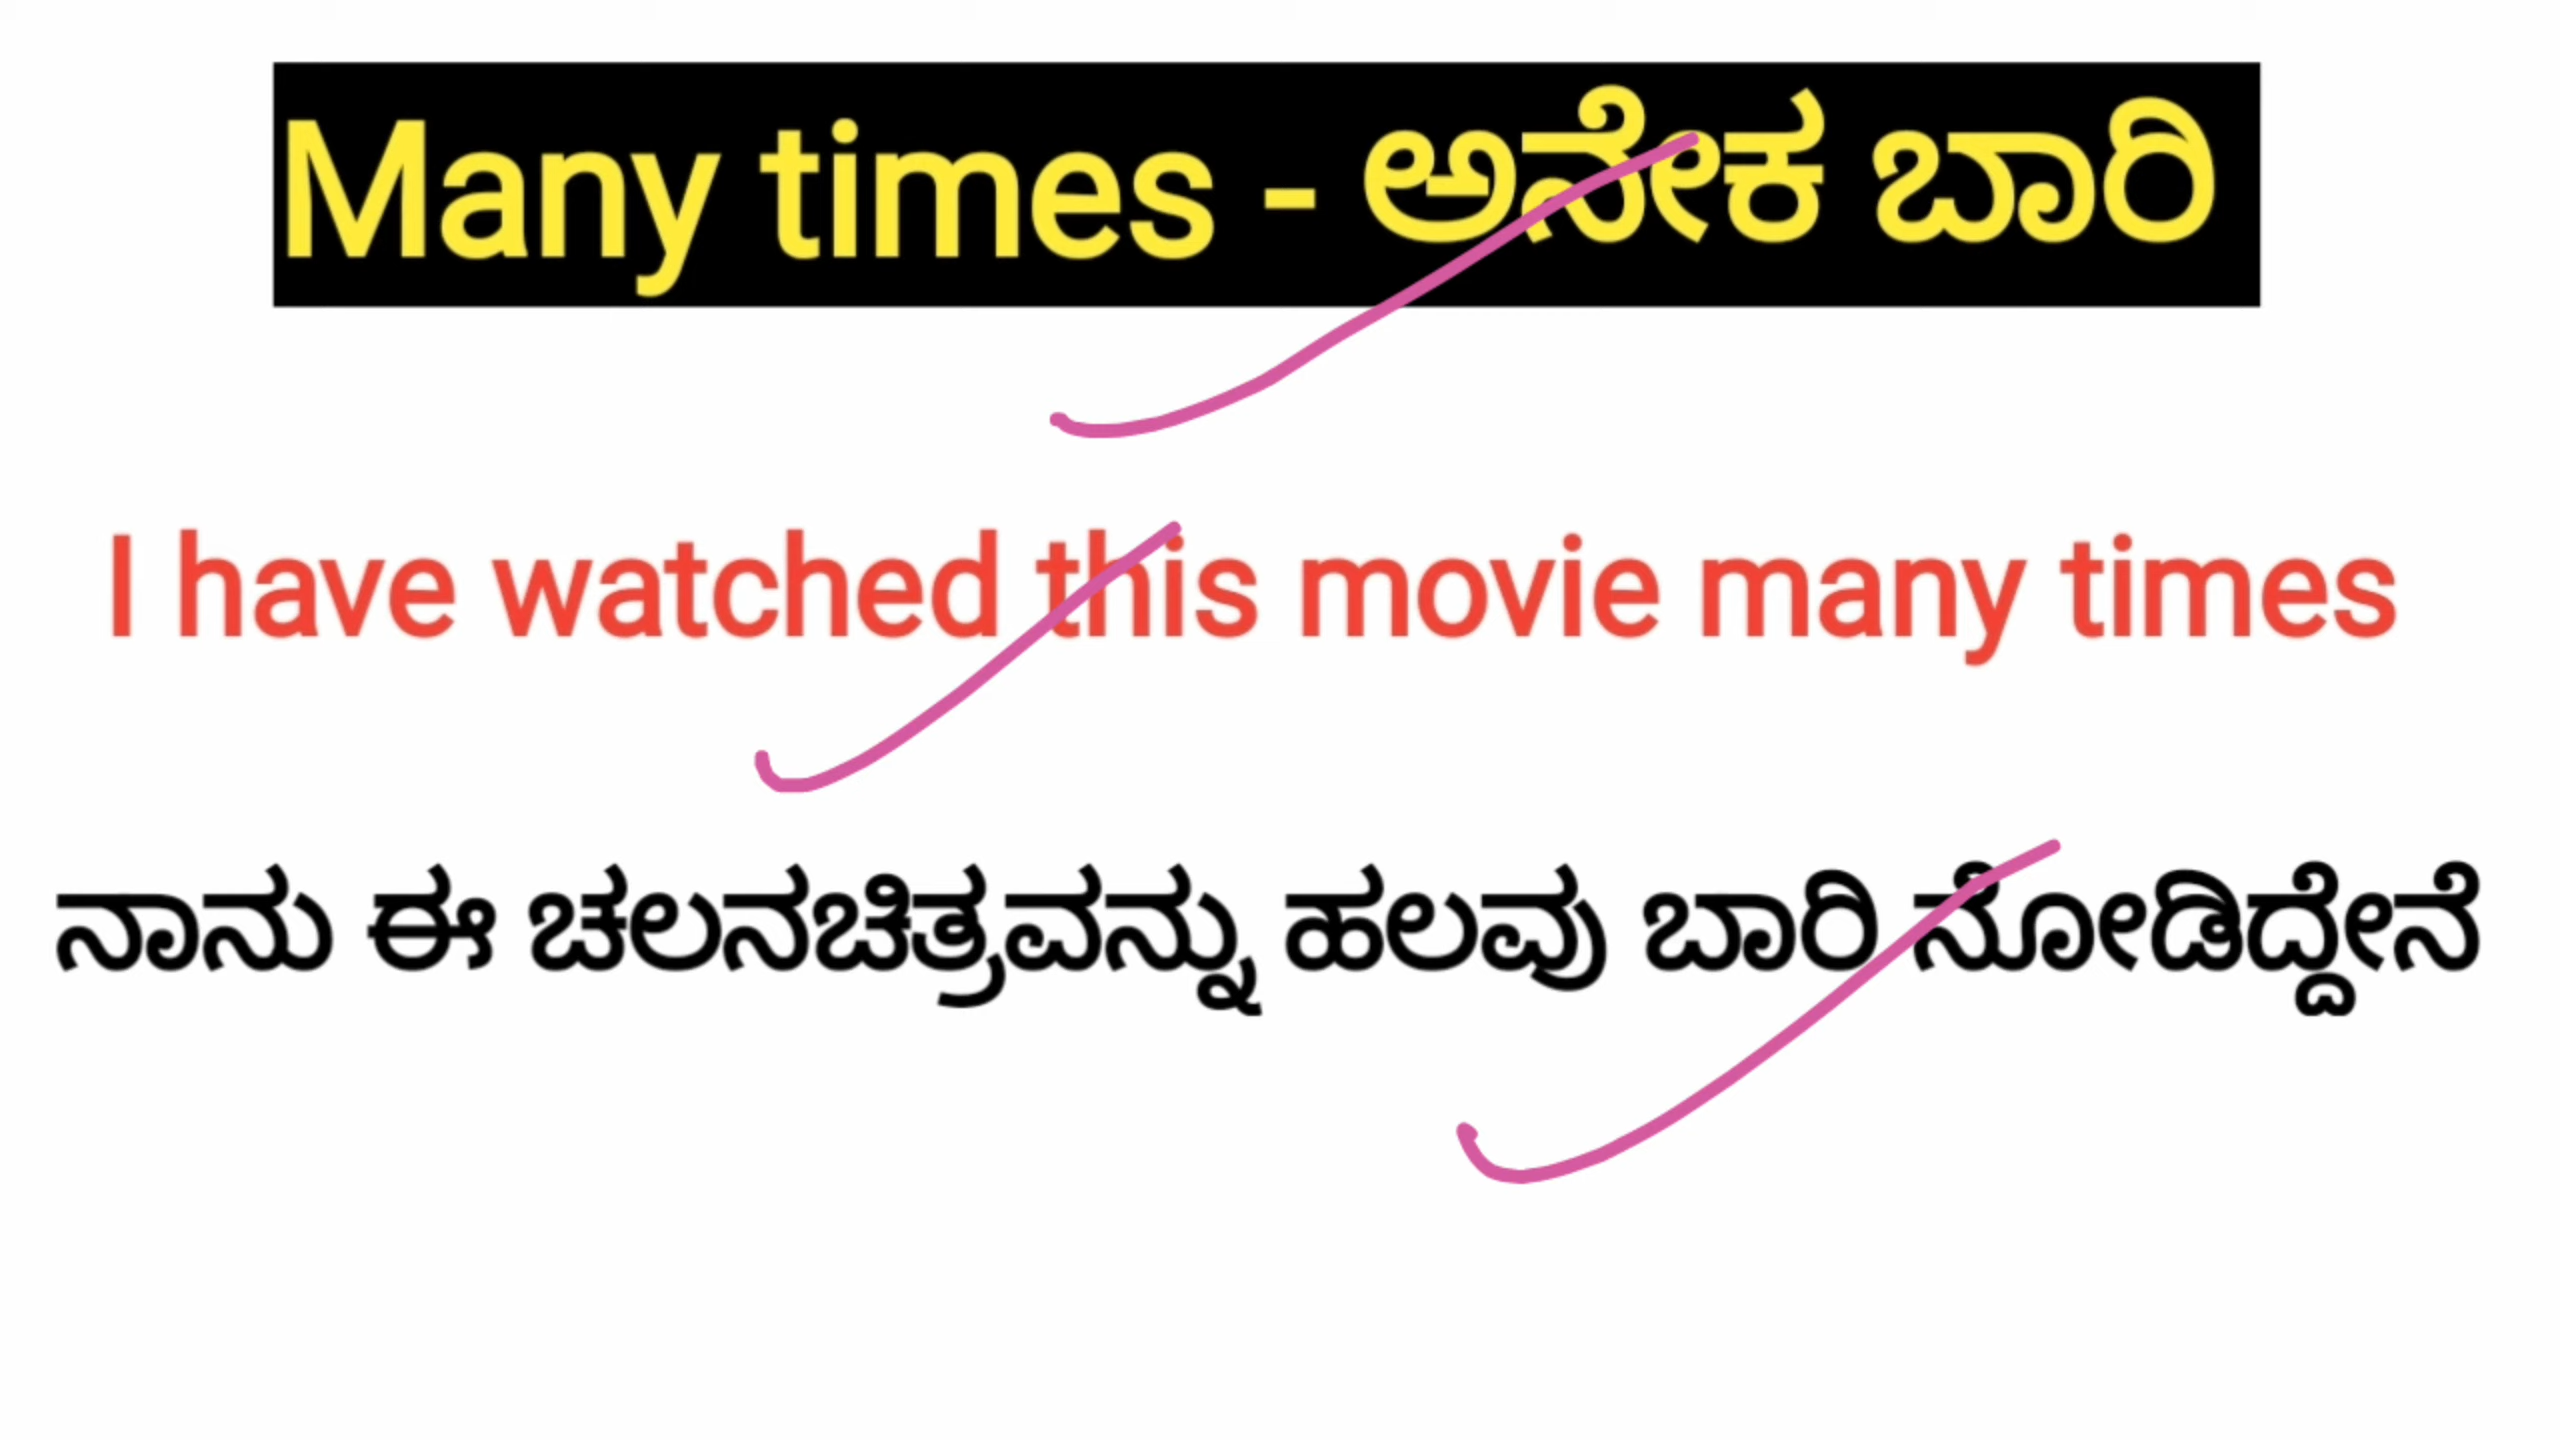 Many times - ಅನೇಕ ಬಾರಿ
I have watched this movie many times
ನಾನು ಈ ಚಲನಚಿತ್ರವನ್ನು ಹಲವು ಬಾರಿ ನೋಡಿದ್ದೇನೆ